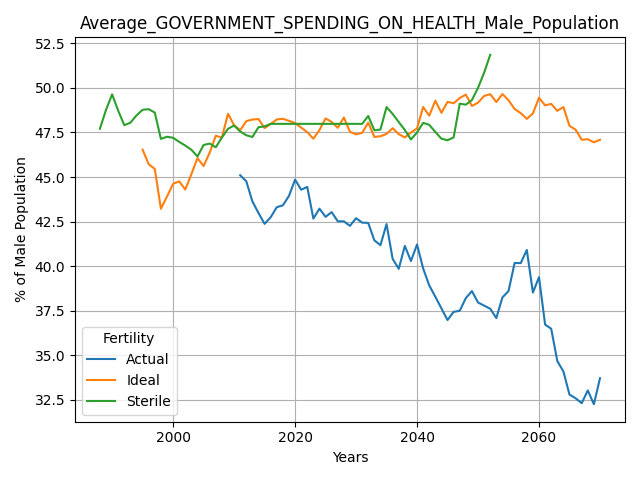 Average_GOVERNMENT_SPENDING_ON_HEALTH_Male_Population
% of Male Population
52.5
50.0
47.5
45.0
42.5
40.0
37.5
35.0
32.5
Fertility
Actual
Ideal
Sterile
2000 2020 2040 2060
Years